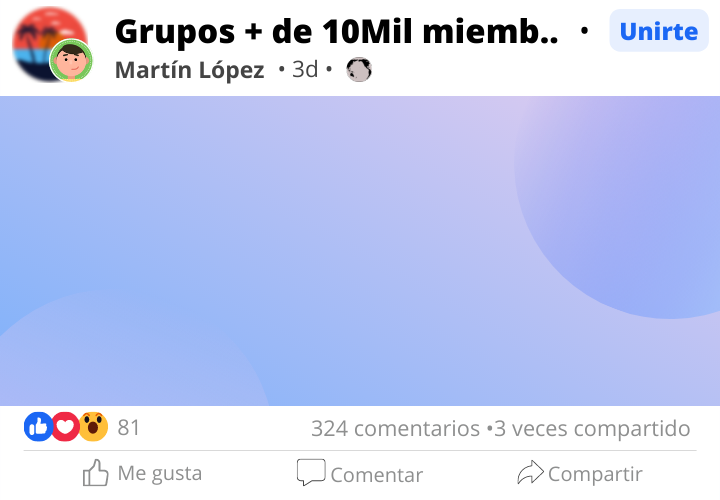 Grupos + de 10Mil miemb.. • Unirte
Martín López • 3d •
81 324 comentarios •3 veces compartido
Me gusta Comentar Compartir